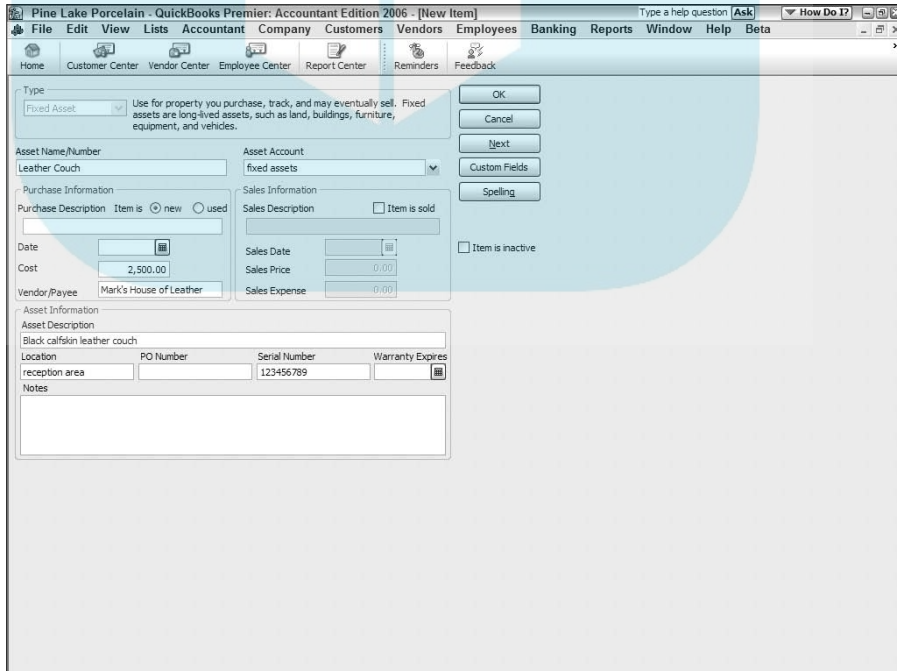 Pine Lake Porcelain - QuickBooks Premier: Accountant Edition 2006 - [New Item] Type a help question Ask How Do I?
File Edit View Lists Accountant Company Customers Vendors Employees Banking Reports Window Help Beta
Home Customer Center Vendor Center Employee Center Report Center Reminders Feedback
Type
Fixed Asset
Use for property you purchase, track, and may eventually sell. Fixed
assets are long-lived assets, such as land, buildings, furniture,
equipment, and vehicles.
OK
Cancel
Next
Custom Fields
Spelling
Item is inactive
Asset Name/Number Asset Account
Leather Couch fixed assets
Purchase Information
Purchase Description Item is new used
Date
Cost 2,500.00
Vendor/Payee Mark's House of Leather
Sales Information
Sales Description Item is sold
Sales Date
Sales Price 0.00
Sales Expense 0.00
Asset Information
Asset Description
Black calfskin leather couch
Location PO Number Serial Number Warranty Expires
reception area 123456789
Notes